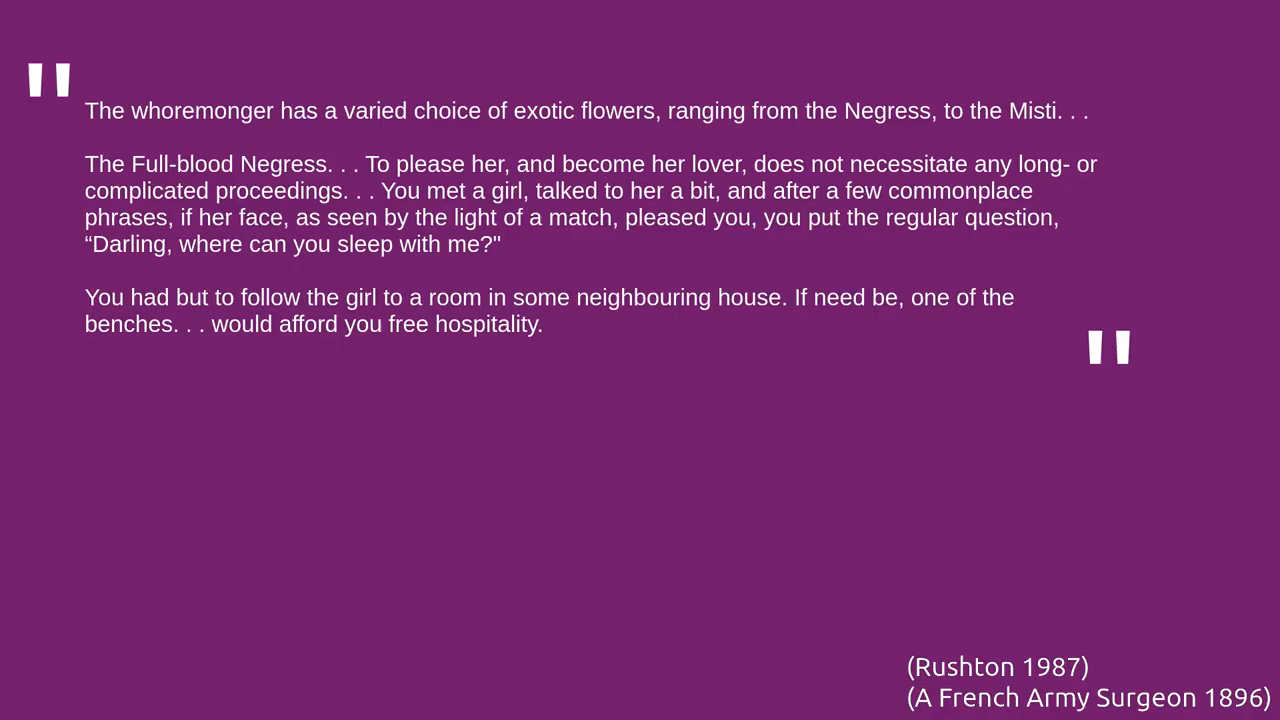 "
The whoremonger has a varied choice of exotic flowers, ranging from the Negress, to the Misti. . .
The Full-blood Negress. . . To please her, and become her lover, does not necessitate any long- or
complicated proceedings. . . You met a girl, talked to her a bit, and after a few commonplace
phrases, if her face, as seen by the light of a match, pleased you, you put the regular question,
“Darling, where can you sleep with me?"
You had but to follow the girl to a room in some neighbouring house. If need be, one of the
benches. . . would afford you free hospitality.
"
(Rushton 1987)
(A French Army Surgeon 1896)